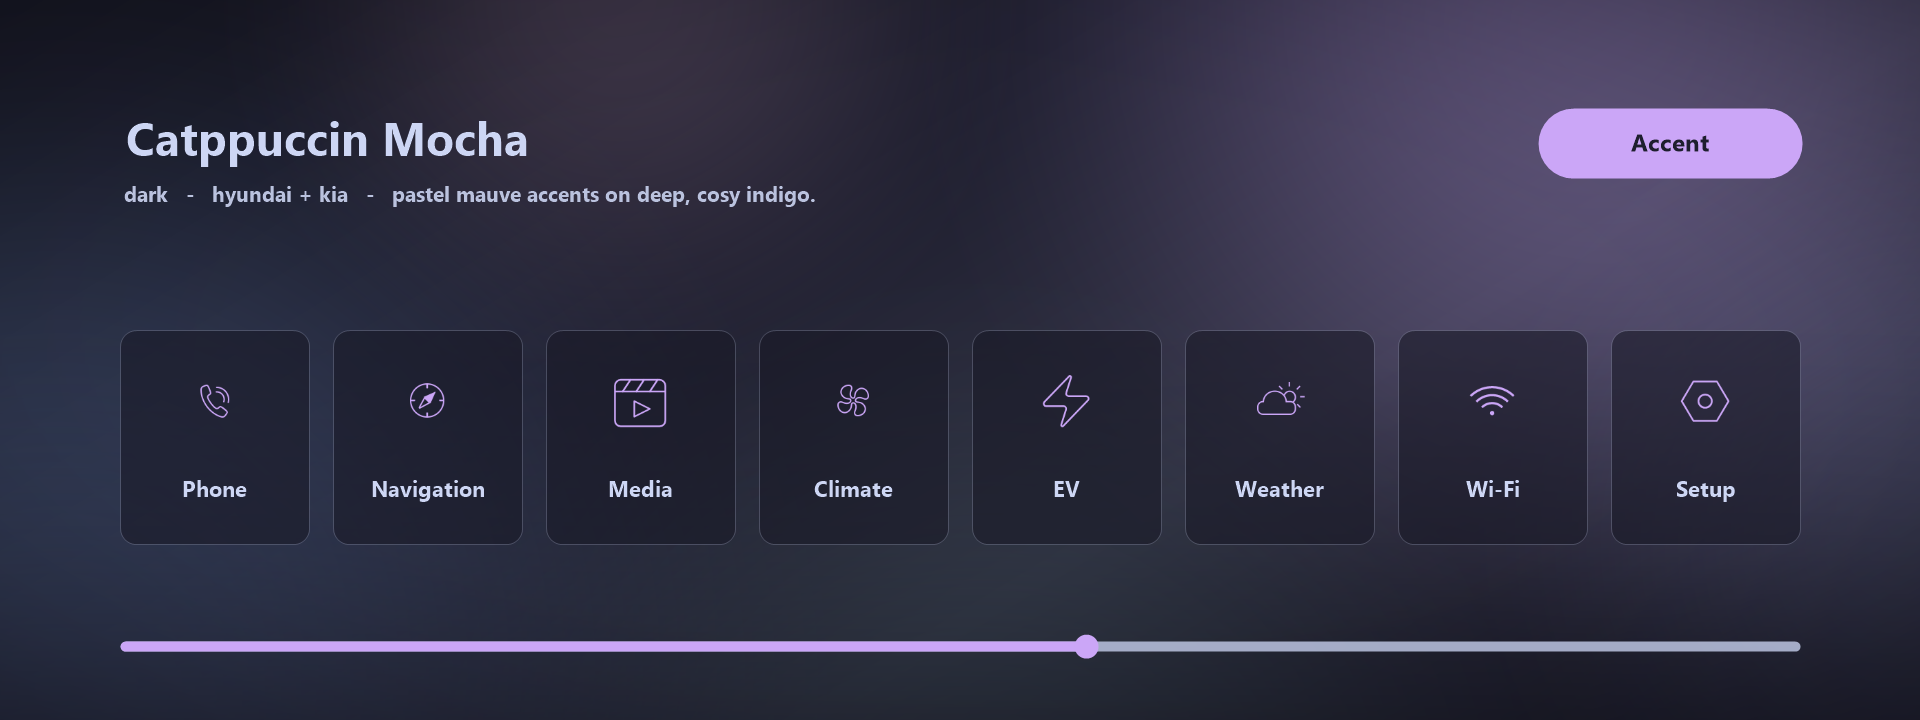 Catppuccin Mocha
Accent
dark - hyundai + kia - pastel mauve accents on deep, cosy indigo.
Phone
Navigation
Media
Climate
EV
Weather
Wi-Fi
Setup